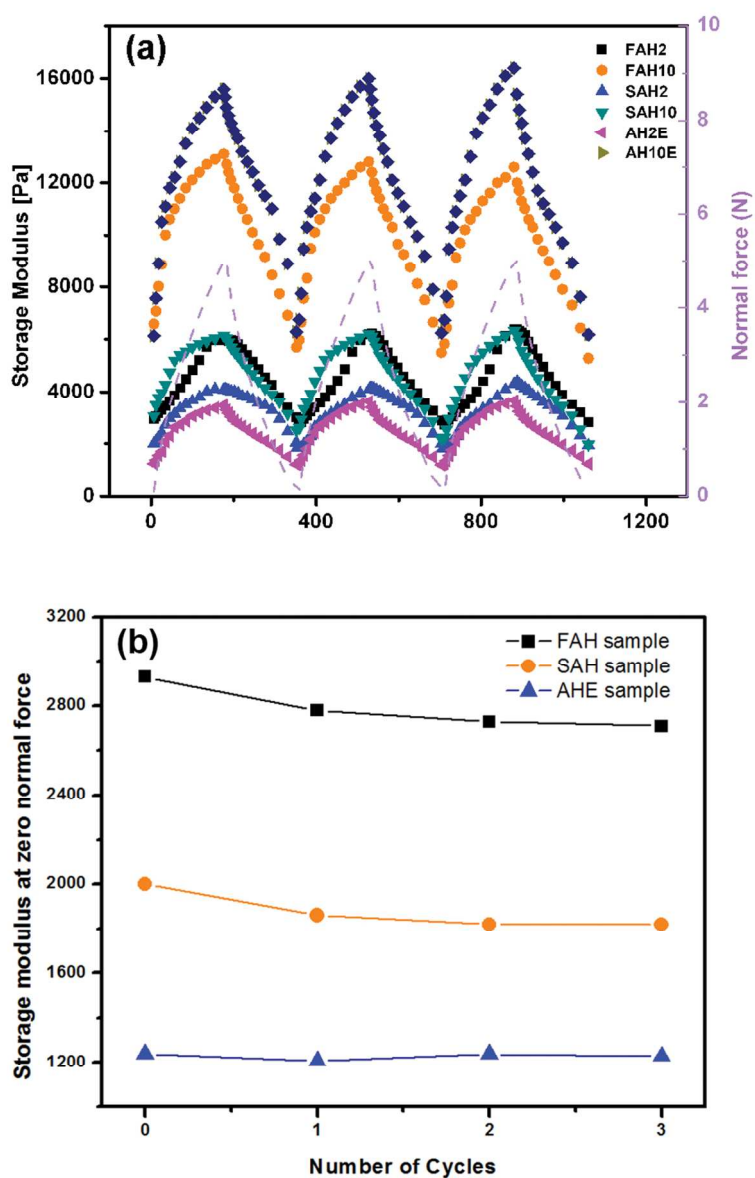 (a)
FAH2
FAH10
SAH2
SAH10
AH2E
AH10E
Storage Modulus [Pa]
16000
12000
8000
4000
0
10
8
6
4
2
0
Normal force (N)
0 400 800 1200
(b)
FAH sample
SAH sample
AHE sample
Storage modulus at zero normal force
3200
2800
2400
2000
1600
1200
0 1 2 3
Number of Cycles